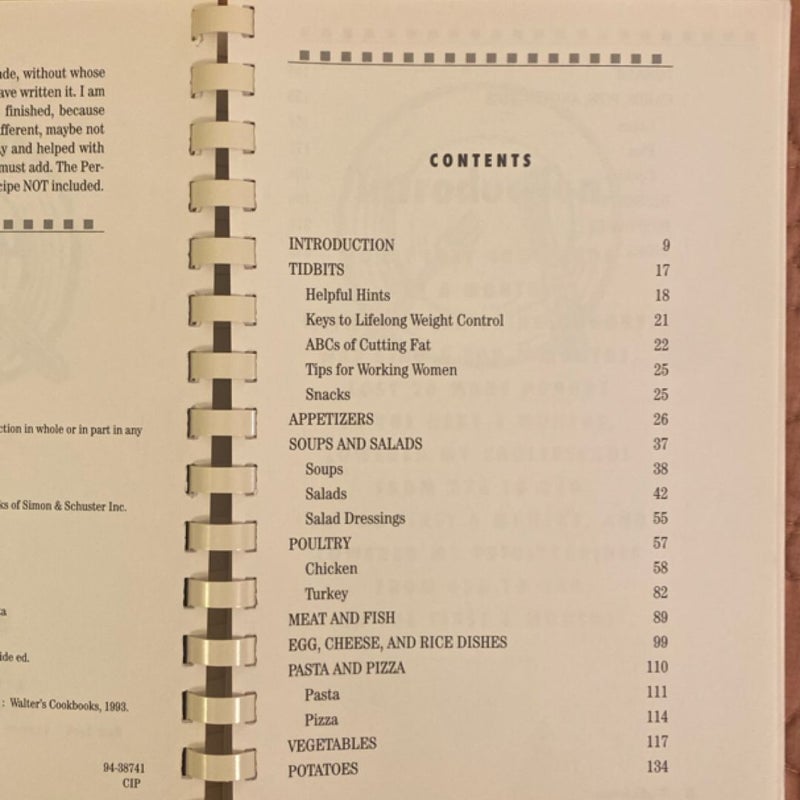 ade, without whose
ave written it. I am
finished, because
fferent, maybe not
y and helped with
must add. The Per-
cipe NOT included.
ction in whole or in part in any
ks of Simon & Schuster Inc.
a
ide ed.
: Walter's Cookbooks, 1993.
94-38741
CIP
CONTENTS
INTRODUCTION 9
TIDBITS 17
Helpful Hints 18
Keys to Lifelong Weight Control 21
ABCs of Cutting Fat 22
Tips for Working Women 25
Snacks 25
APPETIZERS 26
SOUPS AND SALADS 37
Soups 38
Salads 42
Salad Dressings 55
POULTRY 57
Chicken 58
Turkey 82
MEAT AND FISH 89
EGG, CHEESE, AND RICE DISHES 99
PASTA AND PIZZA 110
Pasta 111
Pizza 114
VEGETABLES 117
POTATOES 134